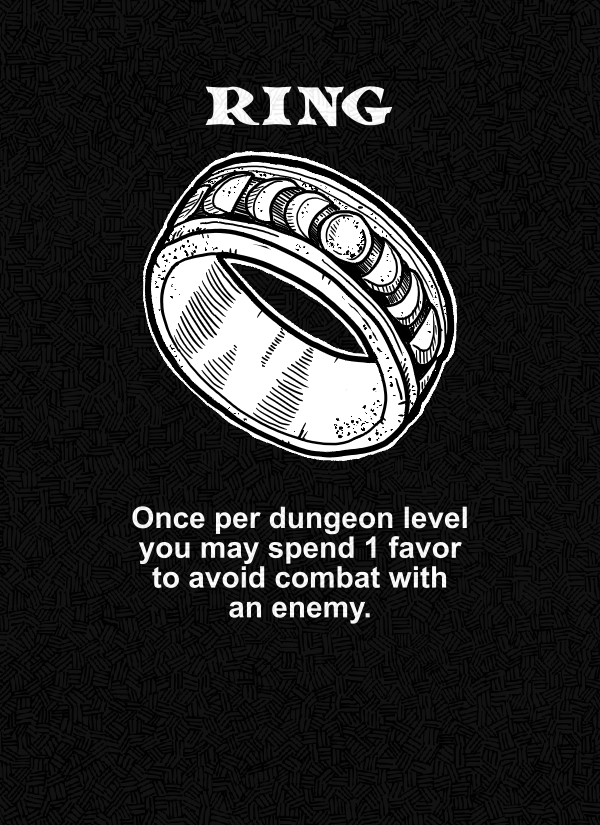 RING
Once per dungeon level
you may spend 1 favor
to avoid combat with
an enemy.